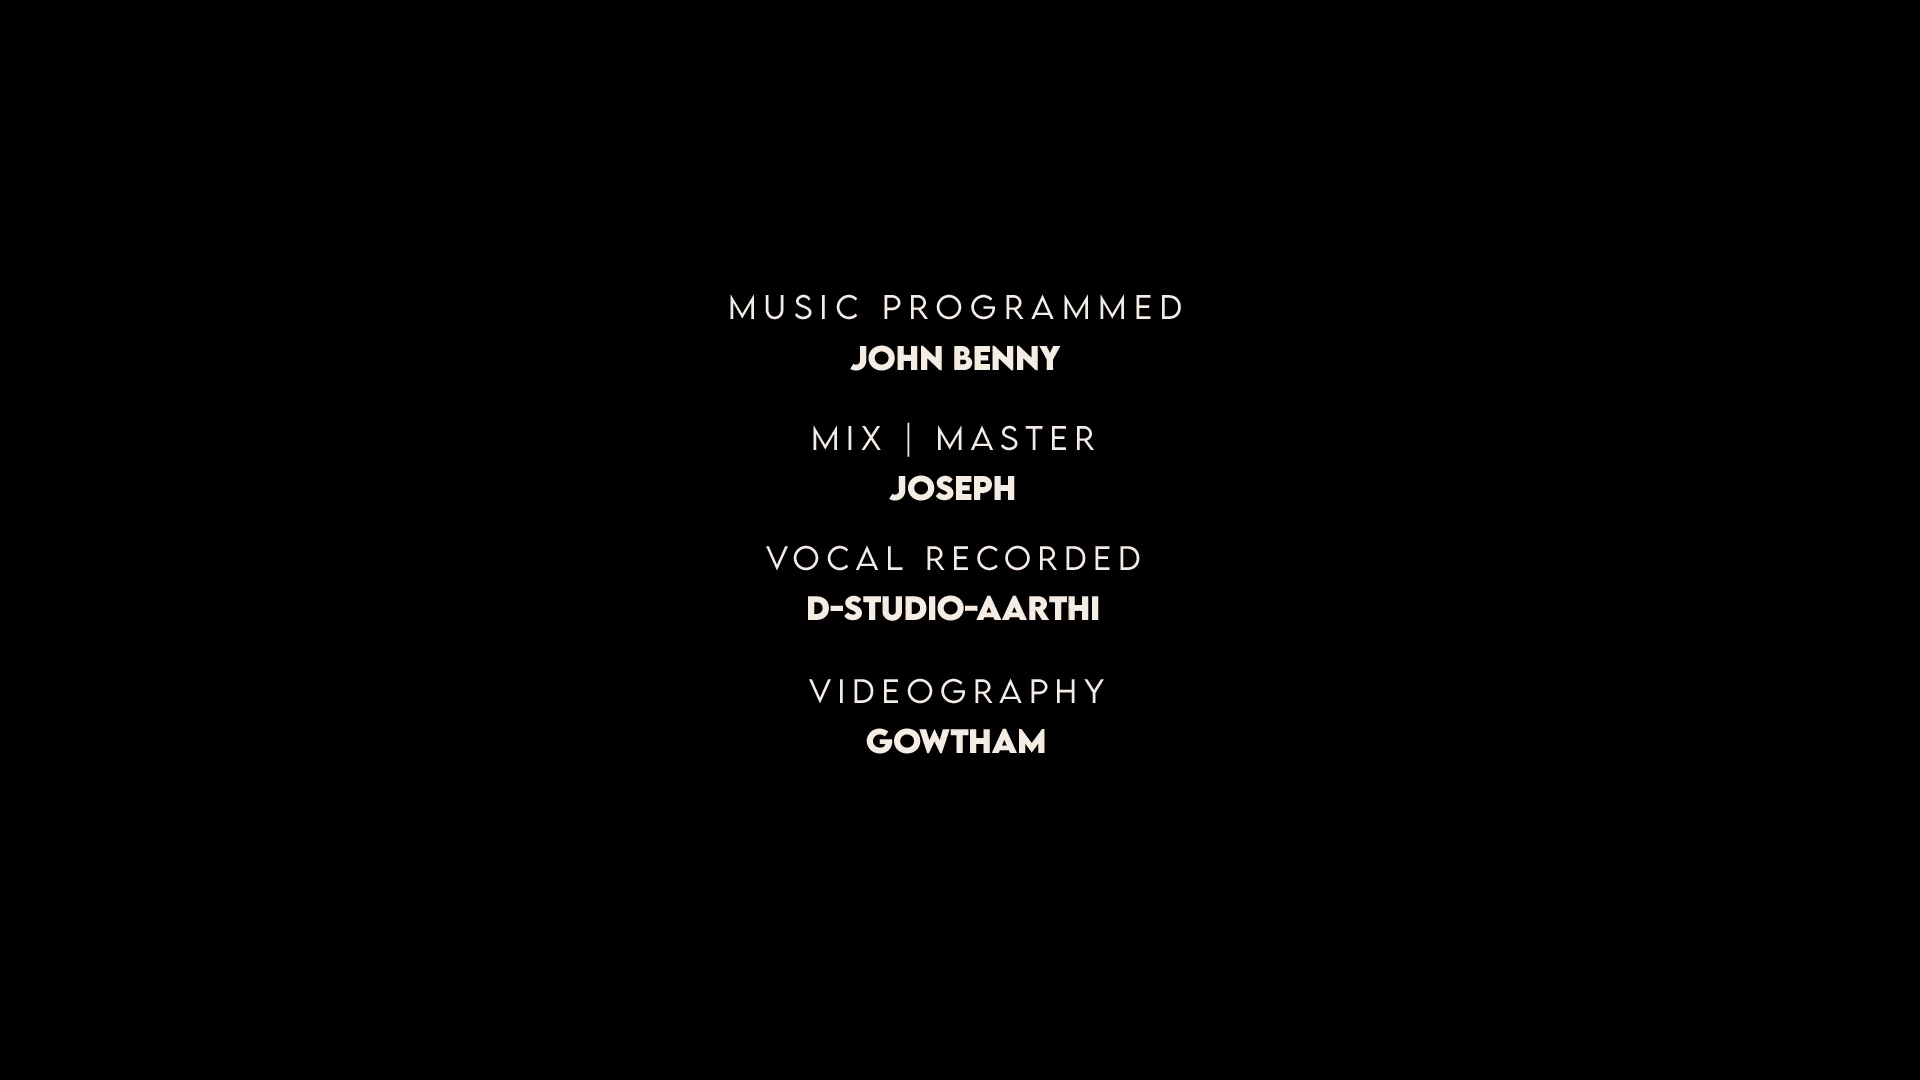 MUSIC PROGRAMMED
JOHN BENNY
MIX | MASTER
JOSEPH
VOCAL RECORDED
D-STUDIO-AARTHI
VIDEOGRAPHY
GOWTHAM